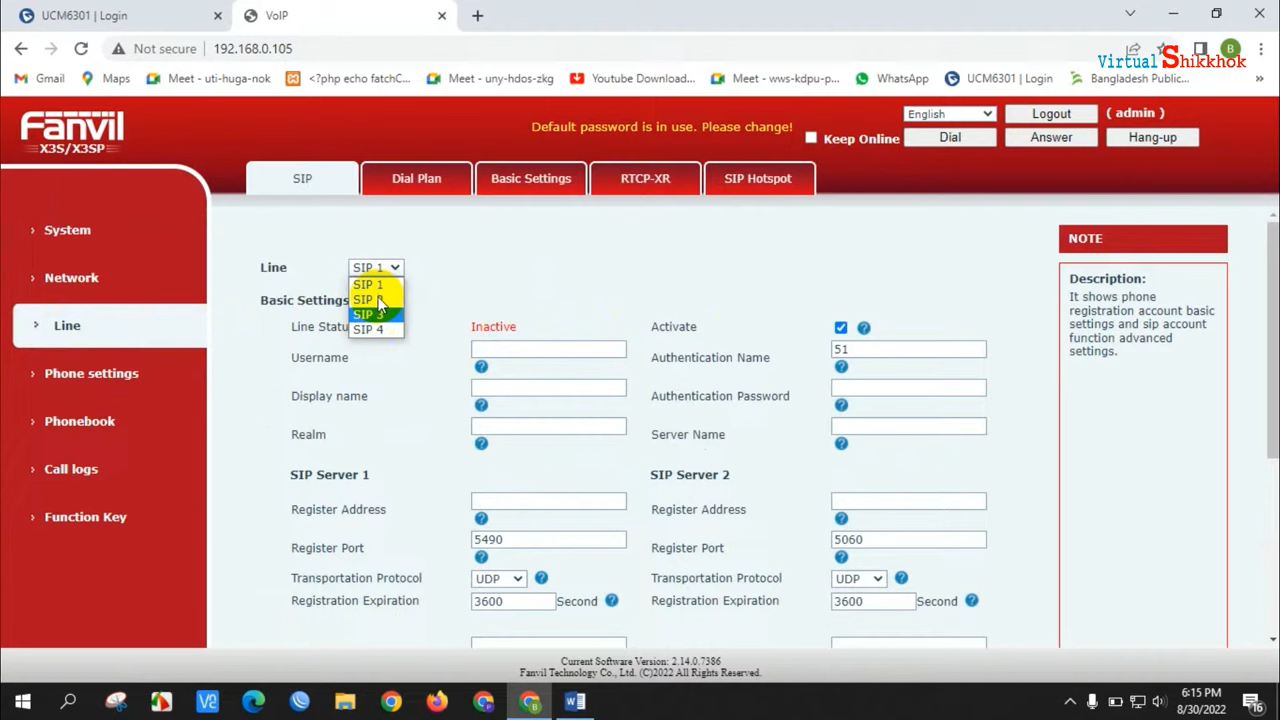 UCM6301 | Login
VoIP
Not secure
192.168.0.105
Virtual Shikkhok
Gmail
Maps
Meet - uti-huga-nok
<?php echo fatchC...
Meet - uny-hdos-zkg
Youtube Download...
Meet - wws-kdpu-p...
WhatsApp
UCM6301 | Login
Bangladesh Public...
Fanvil
X3S/X3SP
Default password is in use. Please change!
English
Logout
( admin )
Keep Online
Dial
Answer
Hang-up
SIP
Dial Plan
Basic Settings
RTCP-XR
SIP Hotspot
System
Network
Line
Phone settings
Phonebook
Call logs
Function Key
Line
SIP 1
SIP 1
SIP
SIP 3
SIP 4
Basic Settings
Line
Inactive
Activate
Username
Authentication Name
51
Display name
Authentication Password
Realm
Server Name
SIP Server 1
SIP Server 2
Register Address
Register Address
Register Port
5490
Register Port
5060
Transportation Protocol
UDP
Transportation Protocol
UDP
Registration Expiration
3600
Second
Registration Expiration
3600
Second
NOTE
Description:
It shows phone
registration account basic
settings and sip account
function advanced
settings.
Current Software Version: 2.14.0.7386
Fanvil Technology Co., Ltd. (C)2022 All Rights Reserved.
6:15 PM
8/30/2022
16